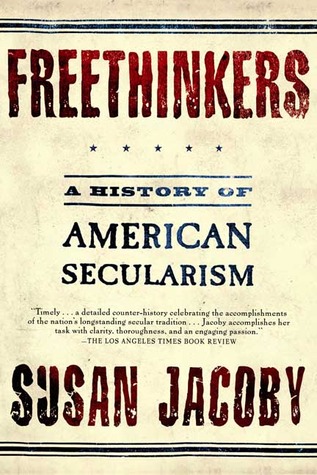 FREETHINKERS
A HISTORY OF
AMERICAN
SECULARISM
"Timely . . . a detailed counter-history celebrating the accomplishments
of the nation's longstanding secular tradition . . . Jacoby accomplishes her
task with clarity, thoroughness, and an engaging passion."
—THE LOS ANGELES TIMES BOOK REVIEW
SUSAN JACOBY